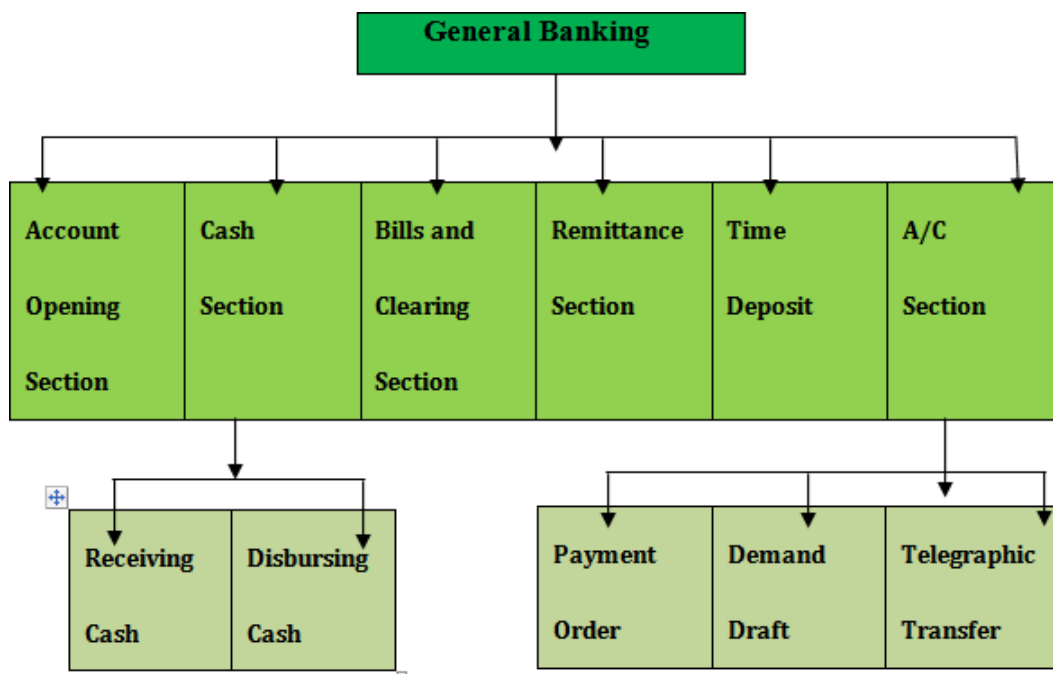 General Banking
Account
Opening
Section
Cash
Section
Bills and
Clearing
Section
Remittance
Section
Time
Deposit
A/C
Section
Receiving
Cash
Disbursing
Cash
Payment
Order
Demand
Draft
Telegraphic
Transfer